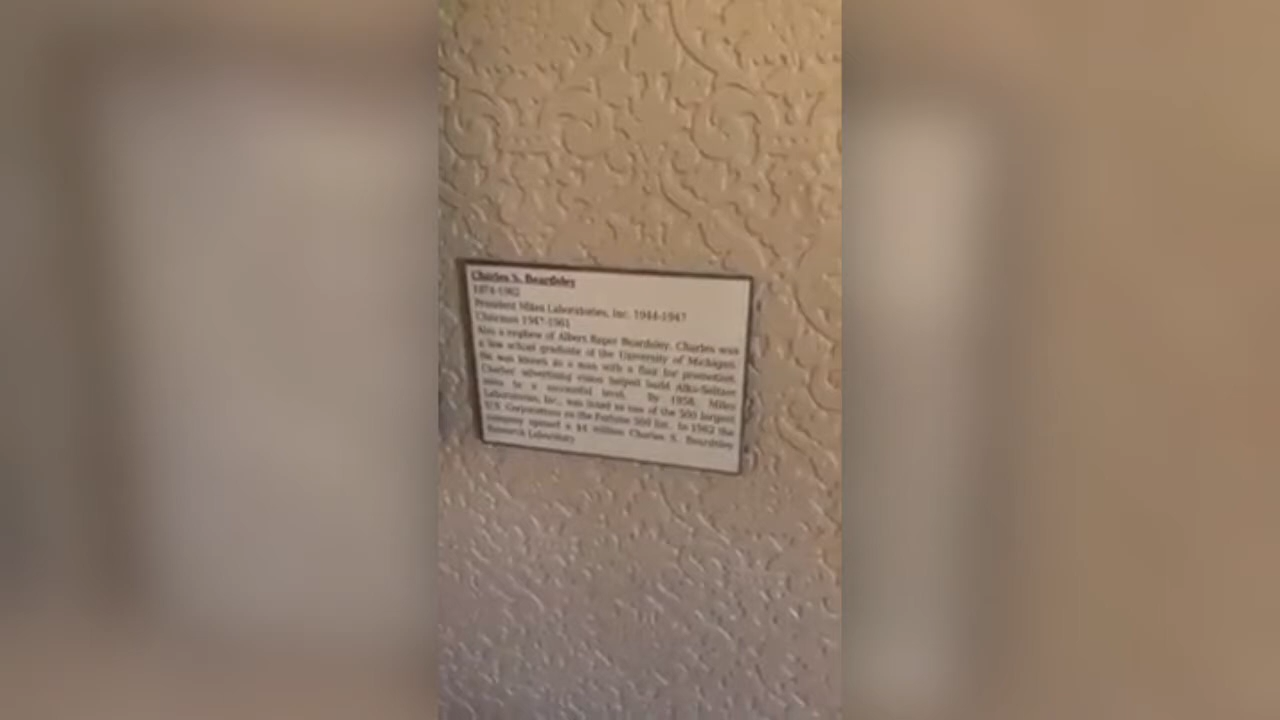 Charles S. Beardsley
1874-1962
President Miles Laboratories, Inc. 1944-1947
Chairman 1947-1961
Also a nephew of Albert Raper Beardsley, Charles was
a law school graduate of the University of Michigan.
He was known as a man with a flair for promotion.
Charles' advertising vision helped build Alka-Seltzer
sales to a successful level. By 1958, Miles
Laboratories, Inc., was listed as one of the 500 largest
U.S. Corporations on the Fortune 500 list. In 1962 the
company opened a $4 million Charles S. Beardsley
Research Laboratory.